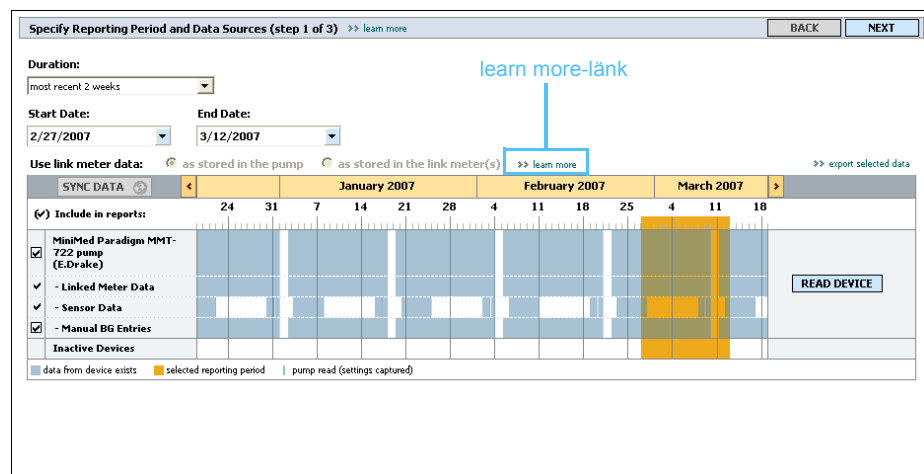 Specify Reporting Period and Data Sources (step 1 of 3) >> learn more
BACK NEXT
learn more-länk
Duration:
most recent 2 weeks
Start Date: End Date:
2/27/2007 3/12/2007
Use link meter data: as stored in the pump as stored in the link meter(s) >> learn more >> export selected data
SYNC DATA < January 2007 February 2007 March 2007 >
(✓) Include in reports: 24 31 7 14 21 28 4 11 18 25 4 11 18
MiniMed Paradigm MMT-
722 pump
(E.Drake)
- Linked Meter Data
READ DEVICE
- Sensor Data
- Manual BG Entries
Inactive Devices
data from device exists selected reporting period pump read (settings captured)